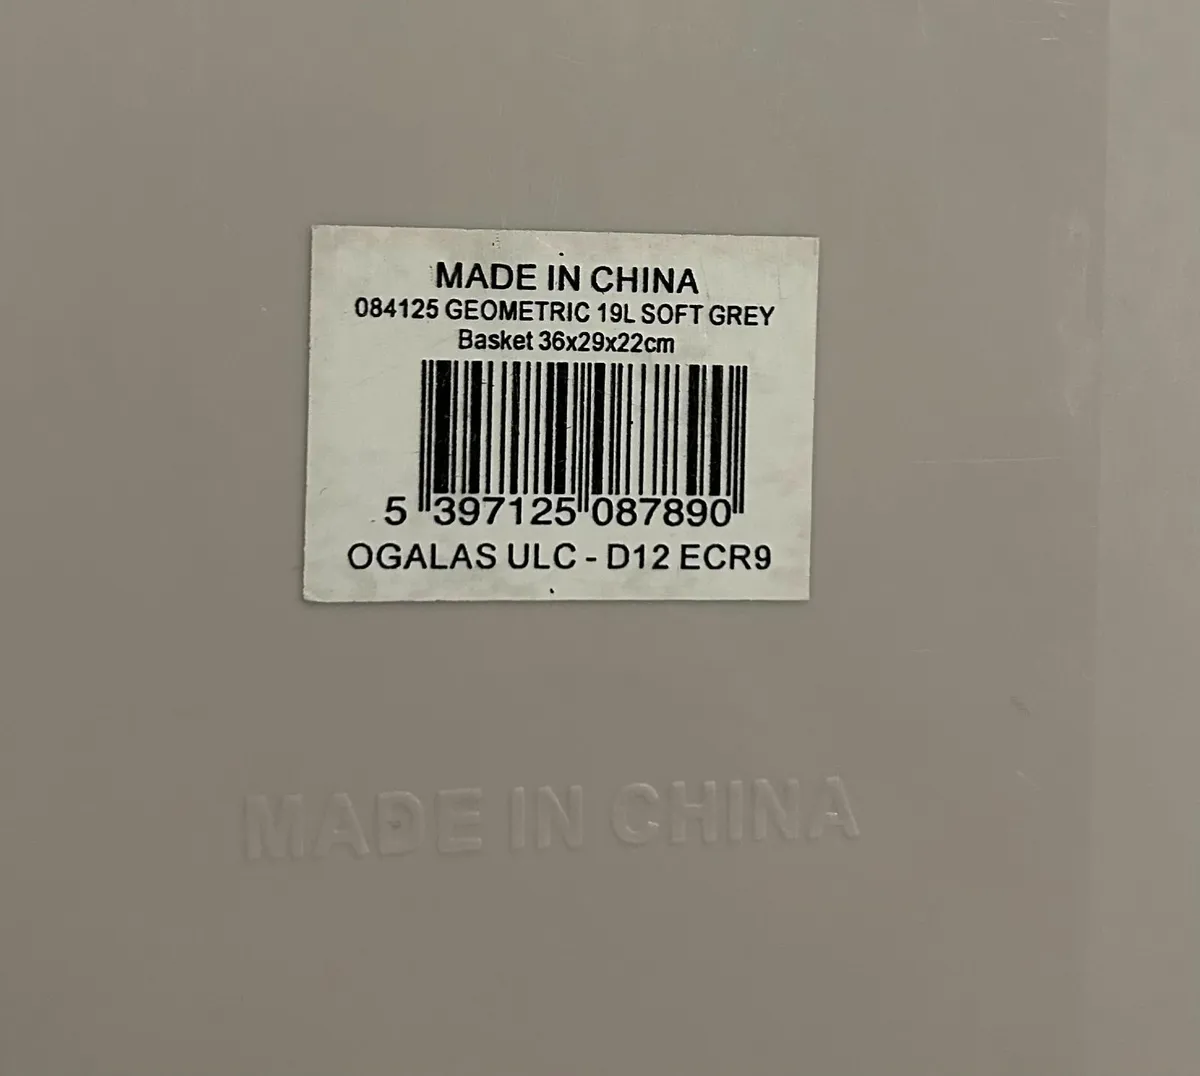 MADE IN CHINA
084125 GEOMETRIC 19L SOFT GREY
Basket 36x29x22cm
5 397125 087890
OGALAS ULC - D12 ECR9
MADE IN CHINA